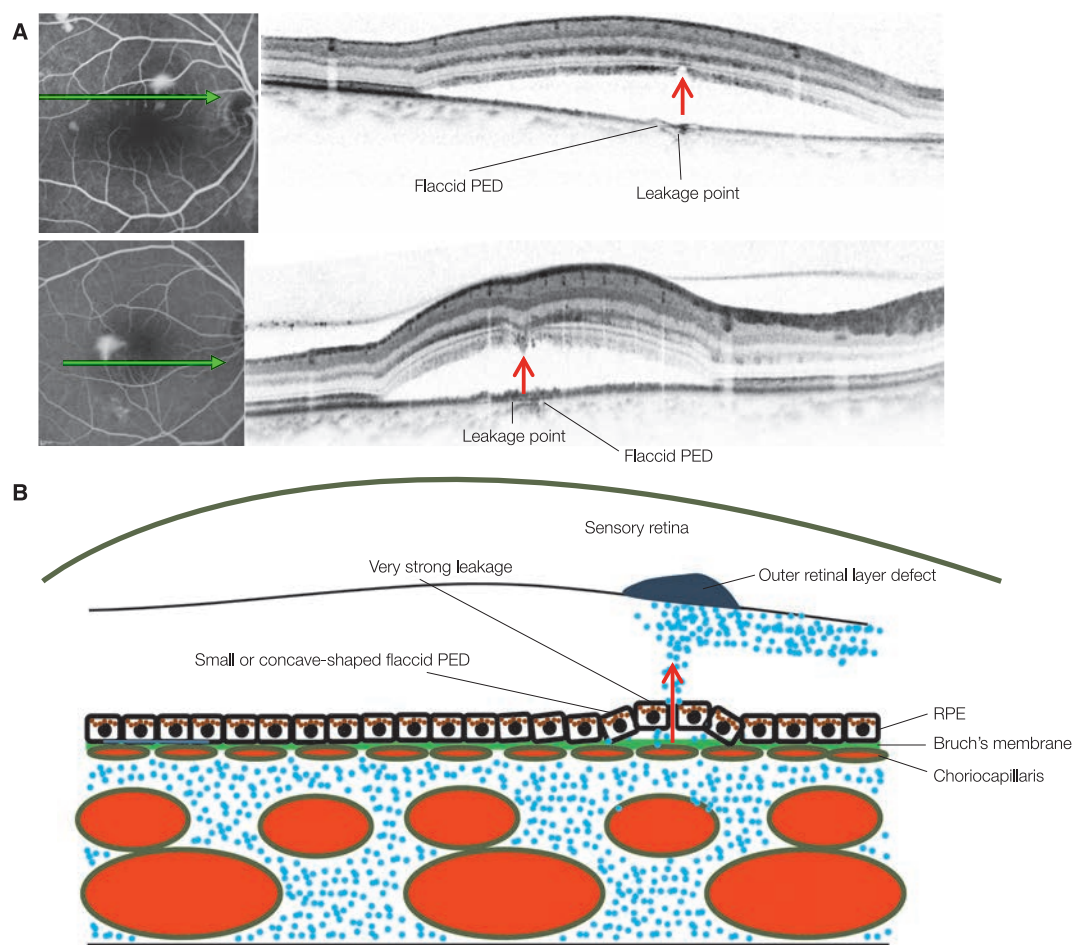 A
Flaccid PED
Leakage point
Leakage point
Flaccid PED
B
Sensory retina
Very strong leakage
Outer retinal layer defect
Small or concave-shaped flaccid PED
RPE
Bruch's membrane
Choriocapillaris